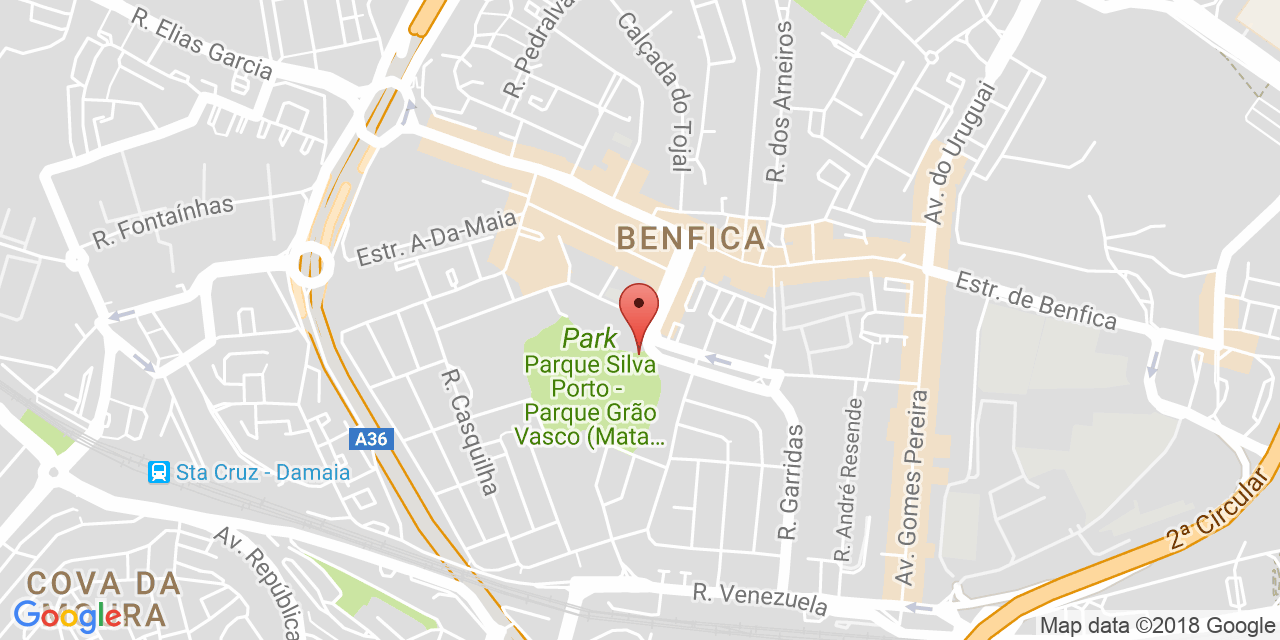 R. Elias Garcia
R. Pedralva
Calçada do Tojal
R. dos Arneiros
Av. do Uruguai
R. Fontaínhas
Estr. A-Da-Maia
BENFICA
Estr. de Benfica
Park
Parque Silva
Porto -
Parque Grão
Vasco (Mata...
R. Casquilha
A36
Sta Cruz - Damaia
R. Garridas
R. André Resende
Av. Gomes Pereira
2ª Circular
Av. República
COVA DA
MOURA
R. Venezuela
Google
Map data ©2018 Google